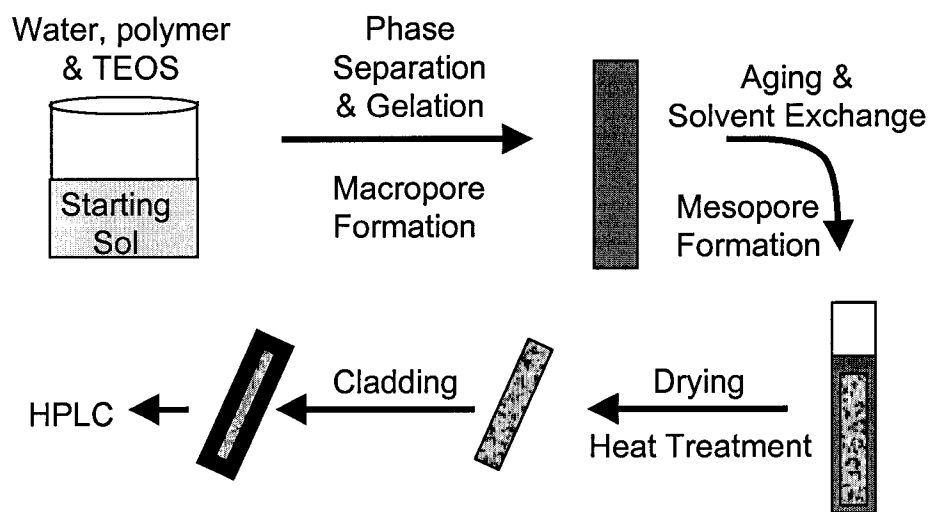 Water, polymer
& TEOS
Starting
Sol
Phase
Separation
& Gelation
Macropore
Formation
Aging &
Solvent Exchange
Mesopore
Formation
HPLC
Cladding
Drying
Heat Treatment